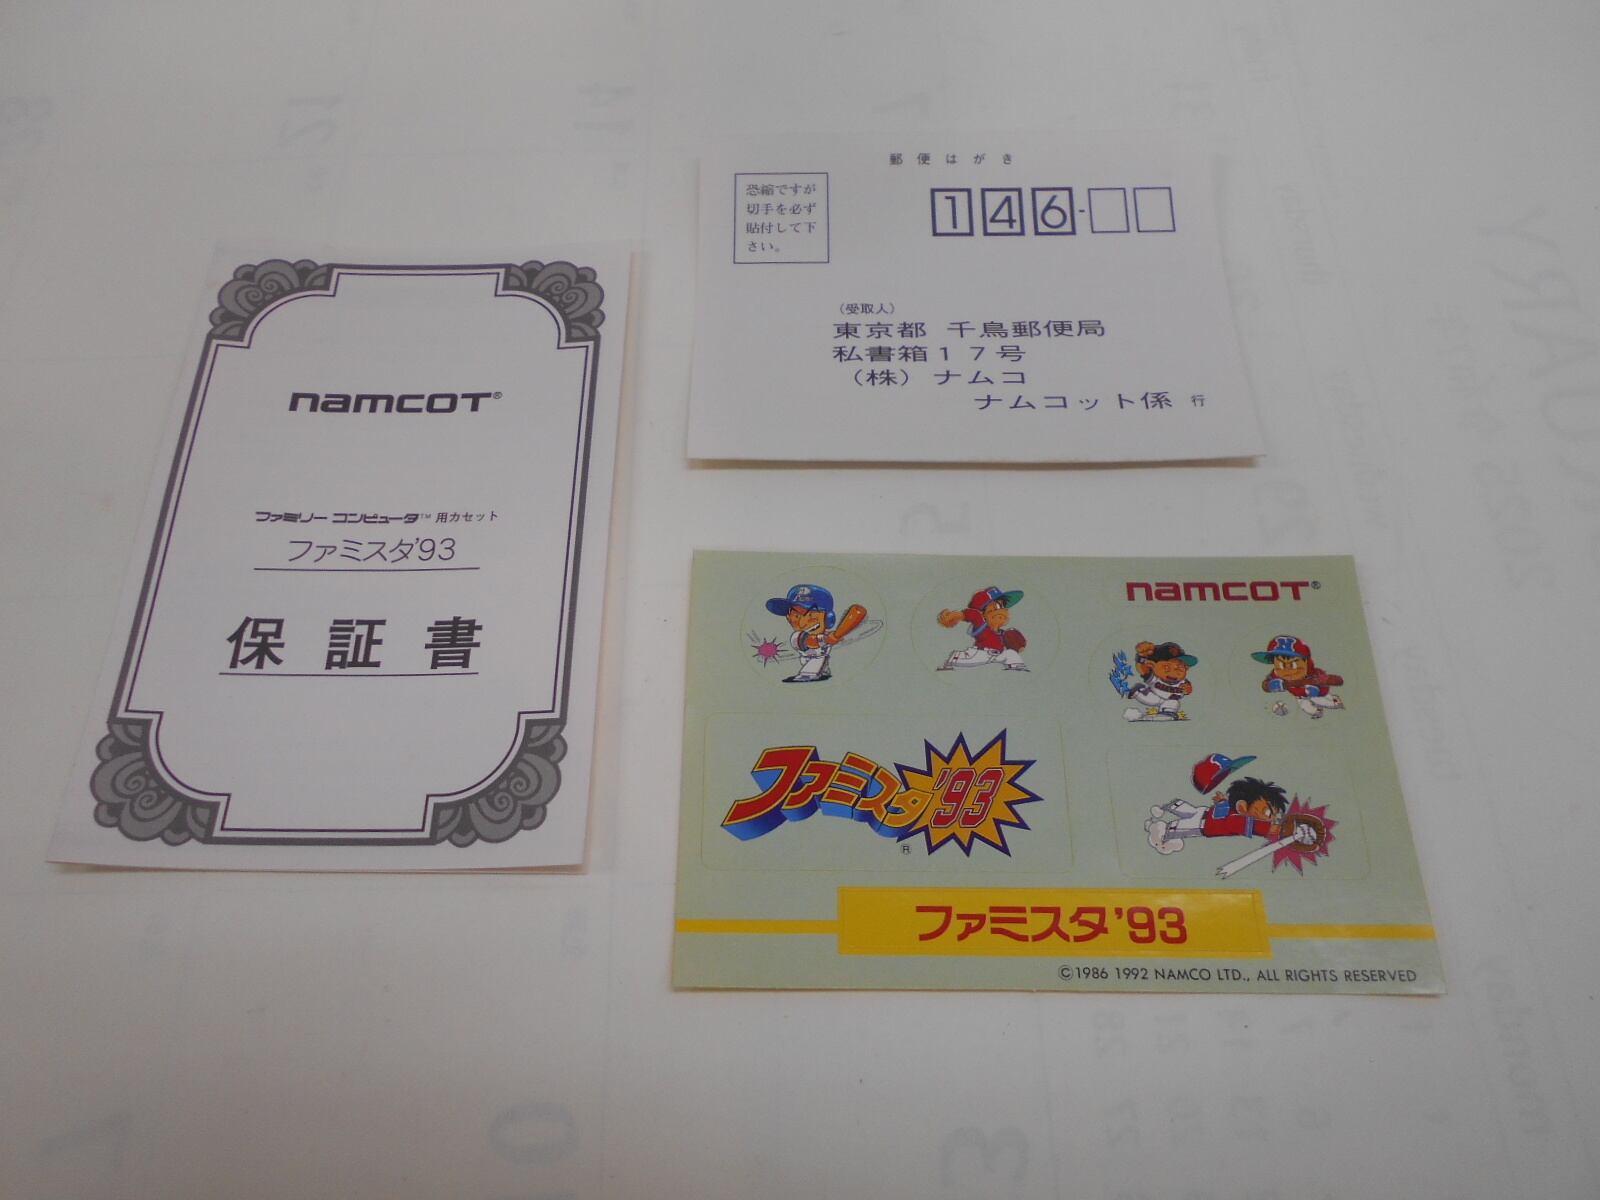 namcot®
ファミリー コンピュータ™用カセット
ファミスタ'93
保証書
郵便はがき
恐縮ですが
切手を必ず
貼付して下
さい。
146-
（受取人）
東京都 千鳥郵便局
私書箱17号
（株）ナムコ
ナムコット係 行
namcot®
ファミスタ'93
®
ファミスタ'93
©1986 1992 NAMCO LTD., ALL RIGHTS RESERVED